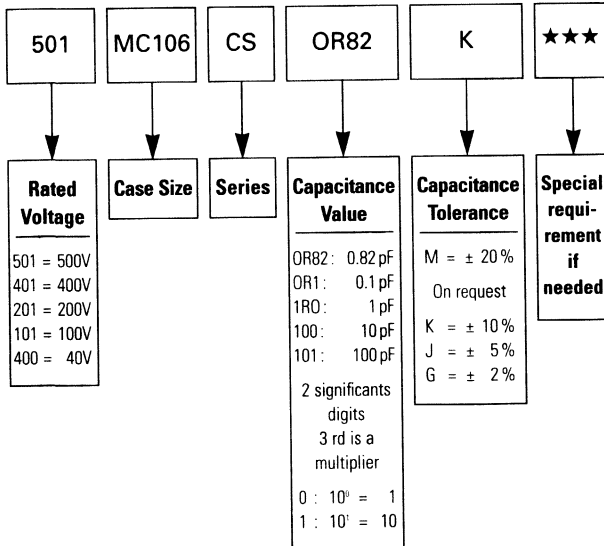 501 MC106 CS OR82 K ★★★
Rated
Voltage
501 = 500V
401 = 400V
201 = 200V
101 = 100V
400 = 40V
Case Size
Series
Capacitance
Value
OR82: 0.82 pF
OR1: 0.1 pF
1RO: 1 pF
100: 10 pF
101: 100 pF
2 significants
digits
3 rd is a
multiplier
0 : 10⁰ = 1
1 : 10¹ = 10
Capacitance
Tolerance
M = ± 20%
On request
K = ± 10%
J = ± 5%
G = ± 2%
Special
requi-
rement
if
needed